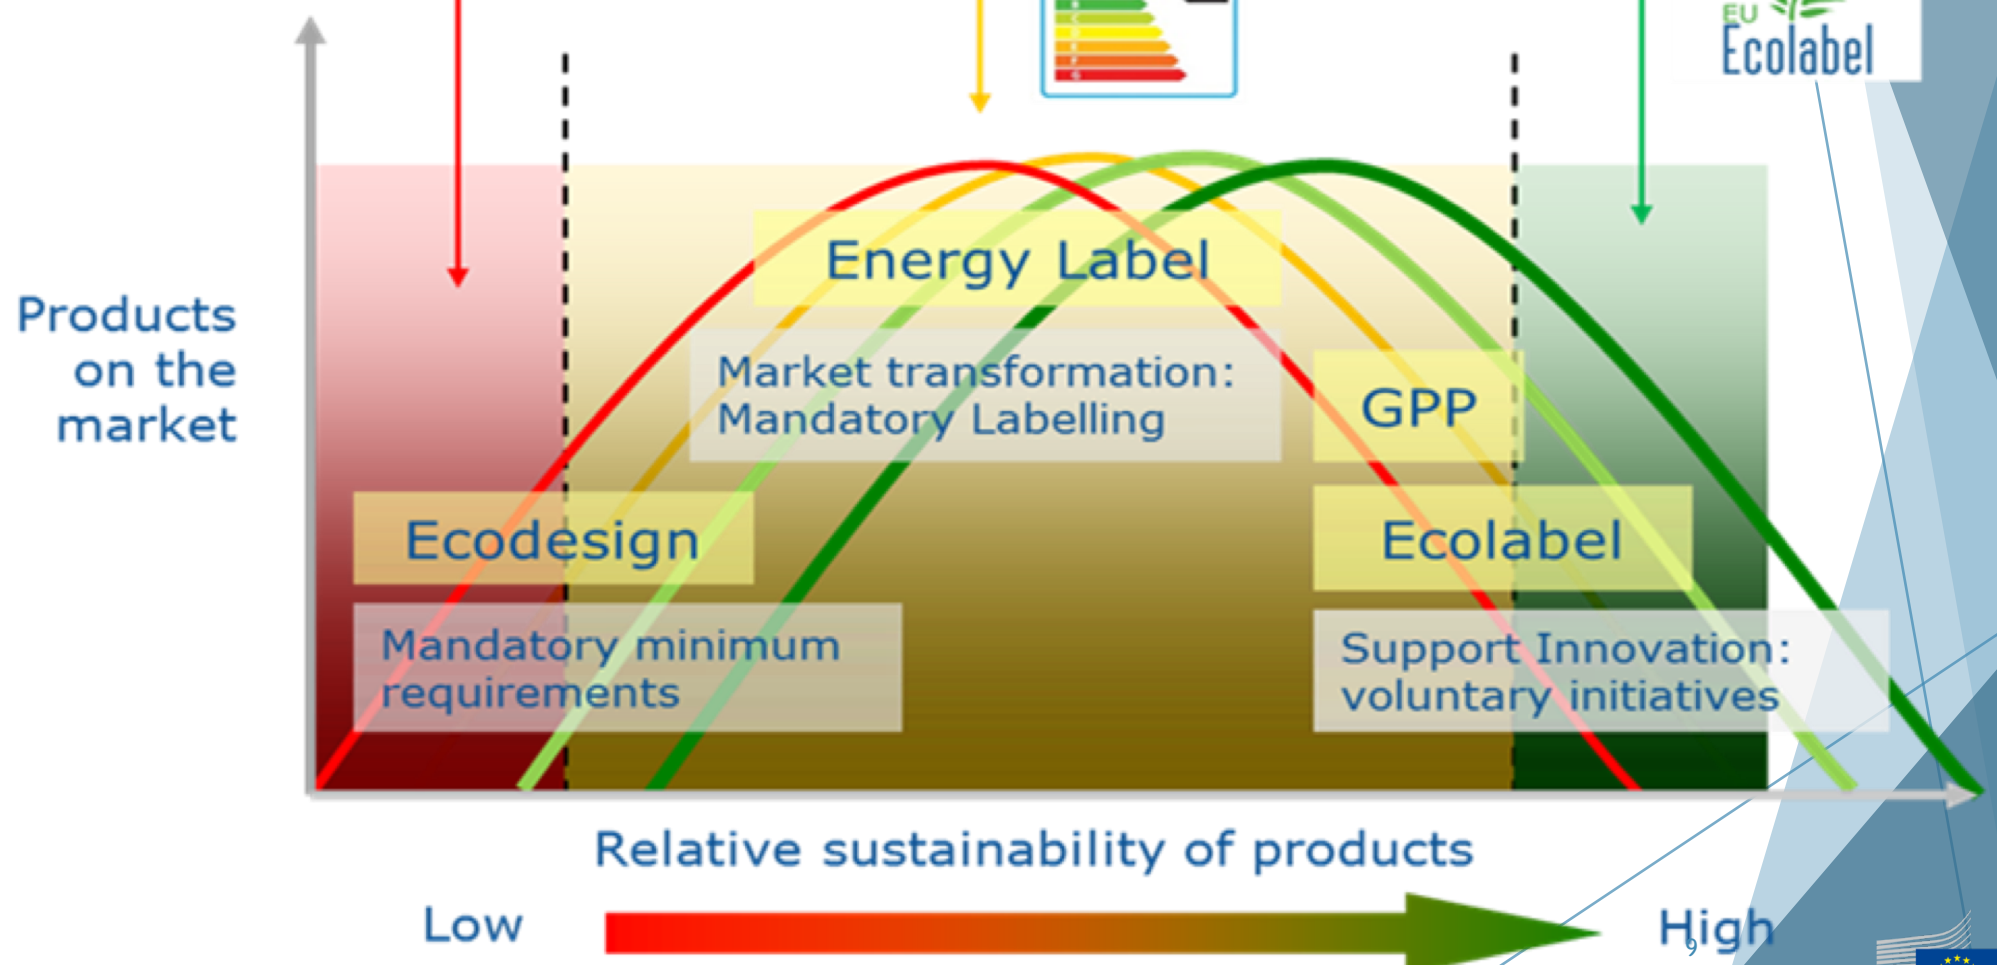 EU
Ecolabel
Products
on the
market
Energy Label
Market transformation:
Mandatory Labelling
GPP
Ecodesign
Ecolabel
Mandatory minimum
requirements
Support Innovation:
voluntary initiatives
Relative sustainability of products
Low
High
9